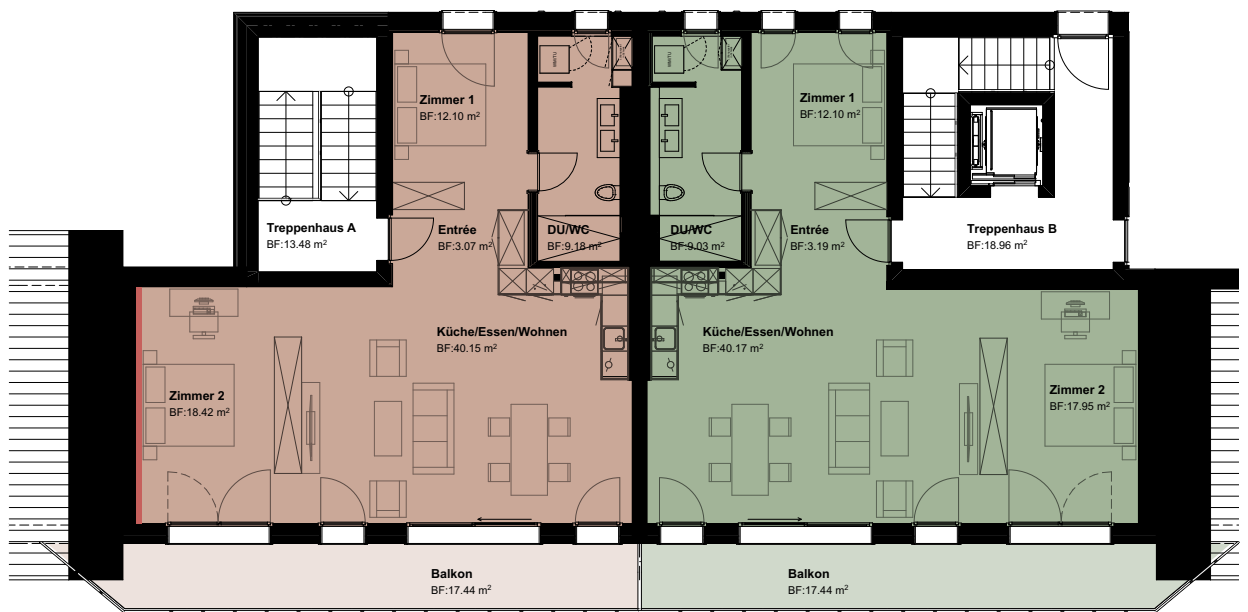 Zimmer 1
BF:12.10 m²
Zimmer 1
BF:12.10 m²
Treppenhaus A
BF:13.48 m²
Entrée
BF:3.07 m²
DU/WC
BF:9.18 m²
DU/WC
BF:9.03 m²
Entrée
BF:3.19 m²
Treppenhaus B
BF:18.96 m²
Küche/Essen/Wohnen
BF:40.15 m²
Küche/Essen/Wohnen
BF:40.17 m²
Zimmer 2
BF:18.42 m²
Zimmer 2
BF:17.95 m²
Balkon
BF:17.44 m²
Balkon
BF:17.44 m²